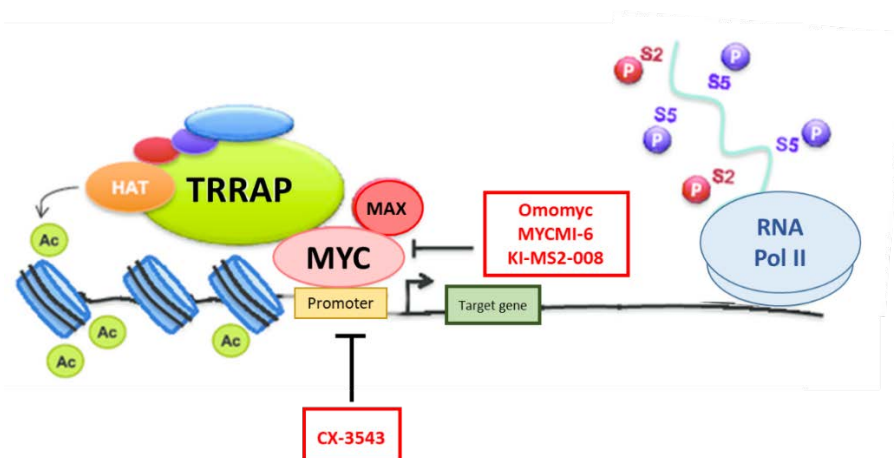 S2
P
P
S5
S5
P
S5
P
P
S2
HAT
TRRAP
MAX
Ac
MYC
Omomyc
MYCMI-6
KI-MS2-008
RNA
Pol II
Promoter
Target gene
Ac
Ac
Ac
CX-3543